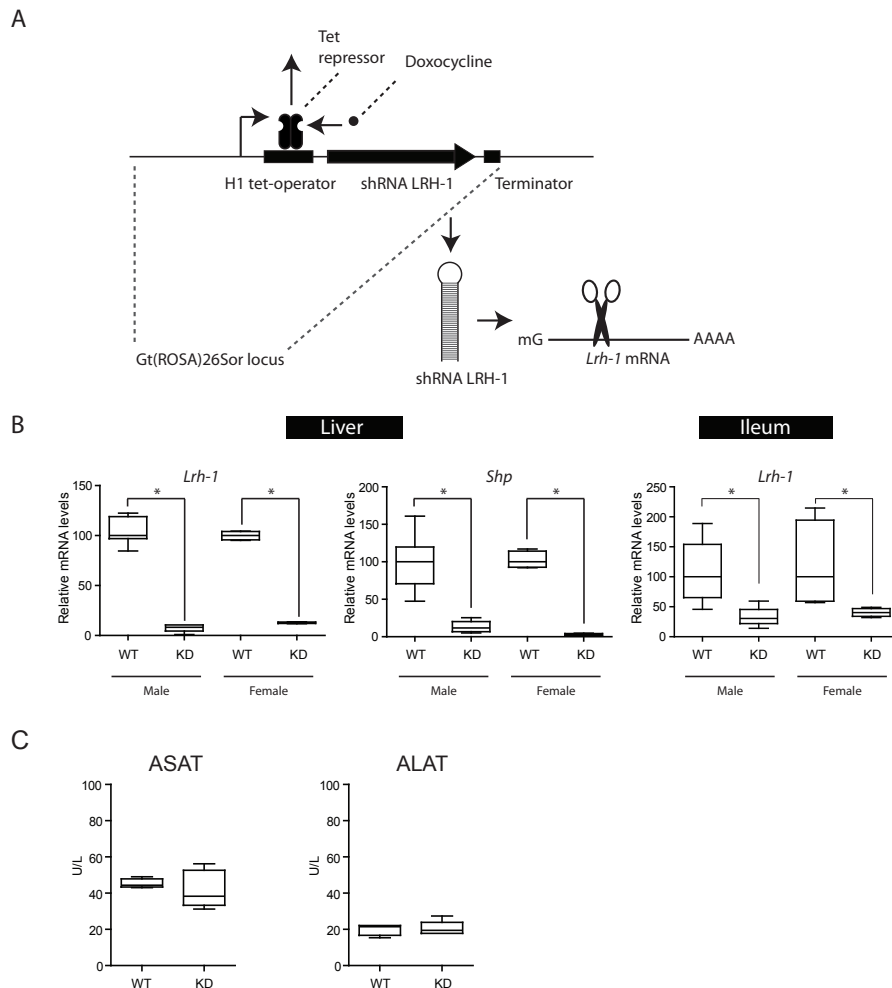 A
Tet
repressor
Doxocycline
H1 tet-operator
shRNA LRH-1
Terminator
Gt(ROSA)26Sor locus
shRNA LRH-1
mG
AAAA
Lrh-1 mRNA
B
Liver
Ileum
Lrh-1
Relative mRNA levels
150
100
50
0
*
*
WT
KD
WT
KD
Male
Female
Shp
Relative mRNA levels
200
150
100
50
0
*
*
WT
KD
WT
KD
Male
Female
Lrh-1
Relative mRNA levels
250
200
150
100
50
0
*
*
WT
KD
WT
KD
Male
Female
C
ASAT
U/L
100
80
60
40
20
0
WT
KD
ALAT
U/L
100
80
60
40
20
0
WT
KD